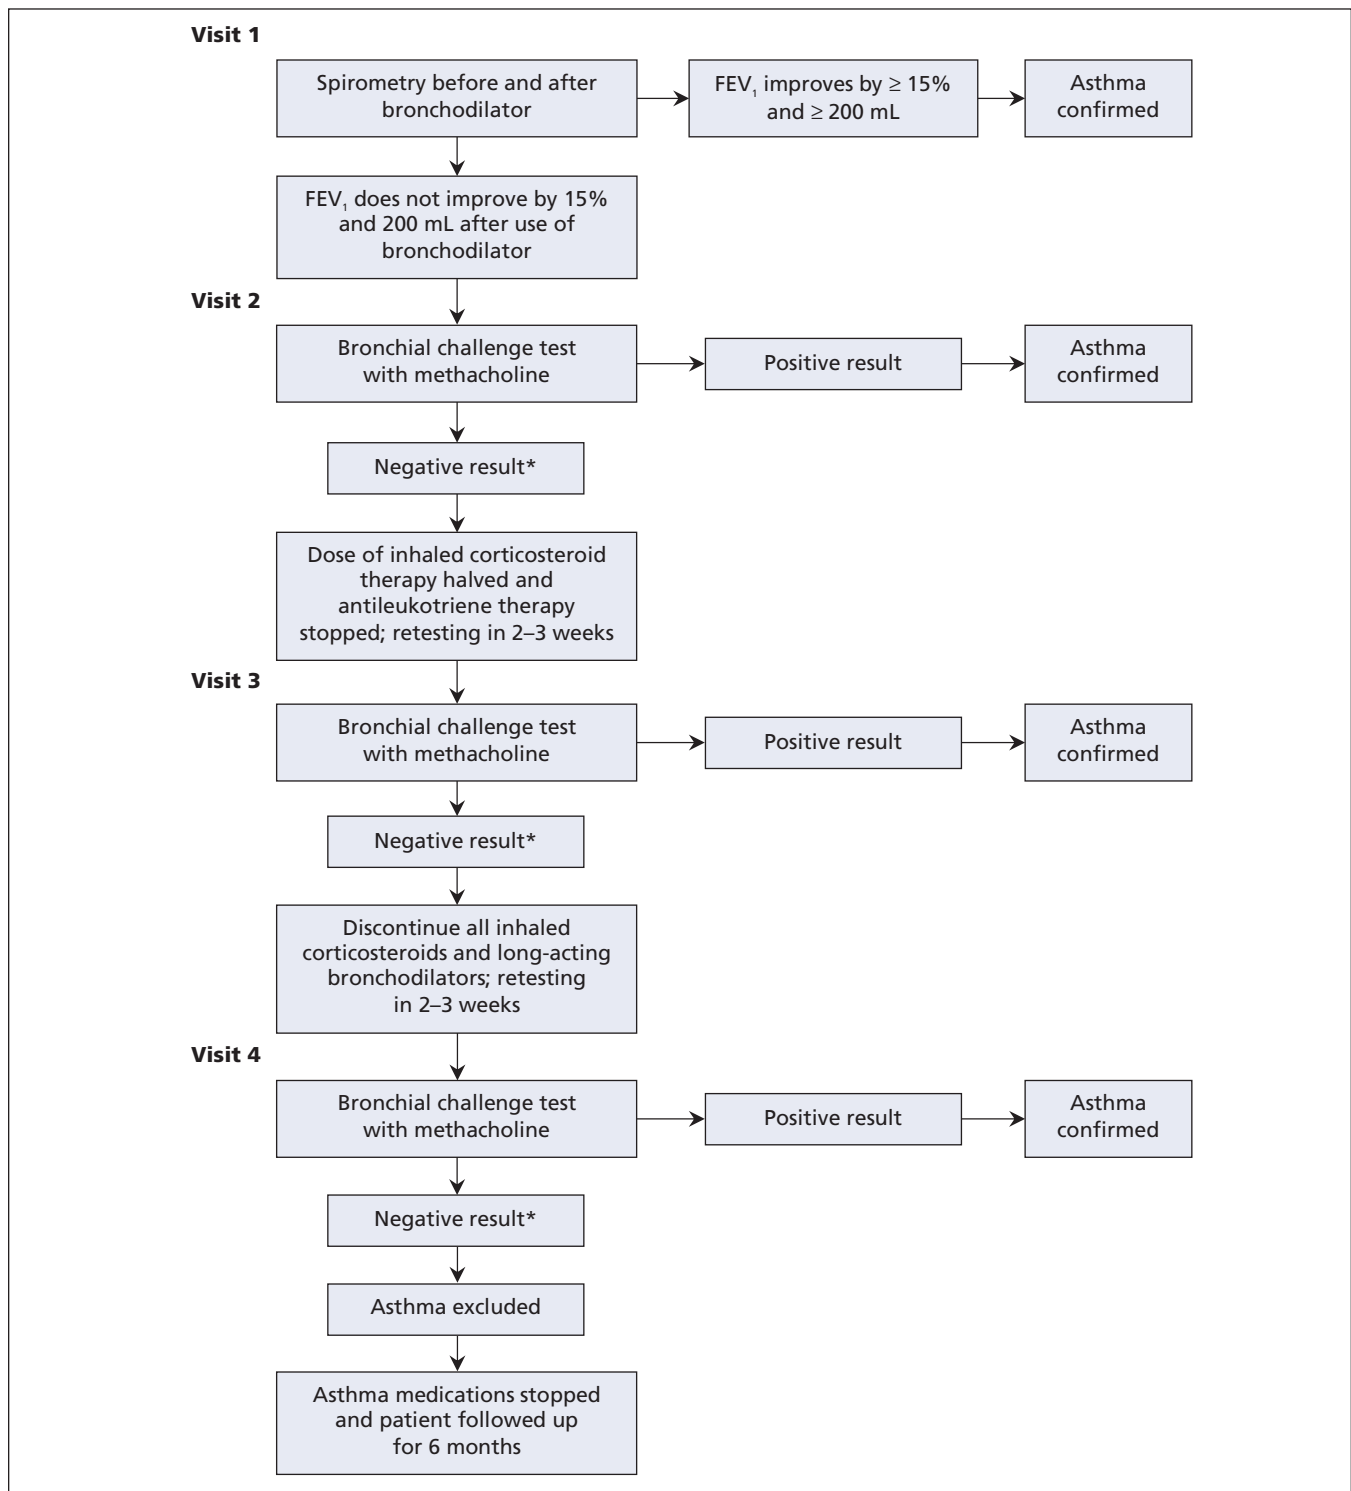 Visit 1
Spirometry before and after
bronchodilator
FEV₁ improves by ≥ 15%
and ≥ 200 mL
Asthma
confirmed
FEV₁ does not improve by 15%
and 200 mL after use of
bronchodilator
Visit 2
Bronchial challenge test
with methacholine
Positive result
Asthma
confirmed
Negative result*
Dose of inhaled corticosteroid
therapy halved and
antileukotriene therapy
stopped; retesting in 2–3 weeks
Visit 3
Bronchial challenge test
with methacholine
Positive result
Asthma
confirmed
Negative result*
Discontinue all inhaled
corticosteroids and long-acting
bronchodilators; retesting
in 2–3 weeks
Visit 4
Bronchial challenge test
with methacholine
Positive result
Asthma
confirmed
Negative result*
Asthma excluded
Asthma medications stopped
and patient followed up
for 6 months